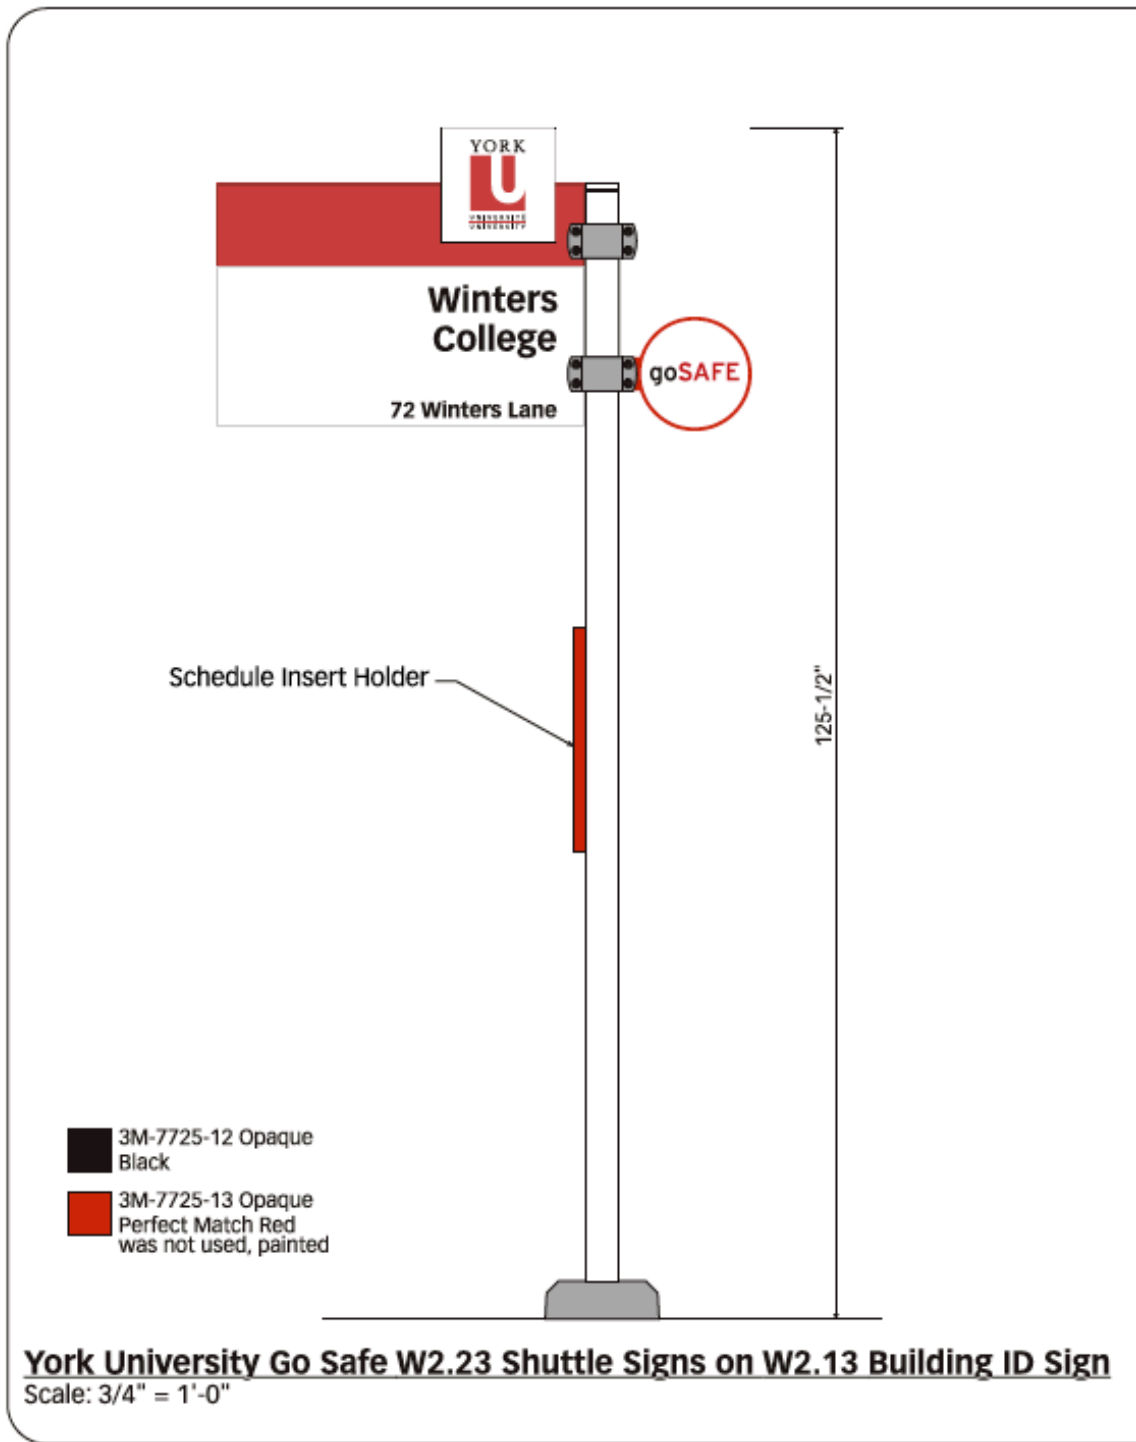 YORK
U
UNIVERSITÉ
UNIVERSITY
Winters
College
72 Winters Lane
goSAFE
Schedule Insert Holder
125-1/2"
3M-7725-12 Opaque
Black
3M-7725-13 Opaque
Perfect Match Red
was not used, painted
York University Go Safe W2.23 Shuttle Signs on W2.13 Building ID Sign
Scale: 3/4" = 1'-0"